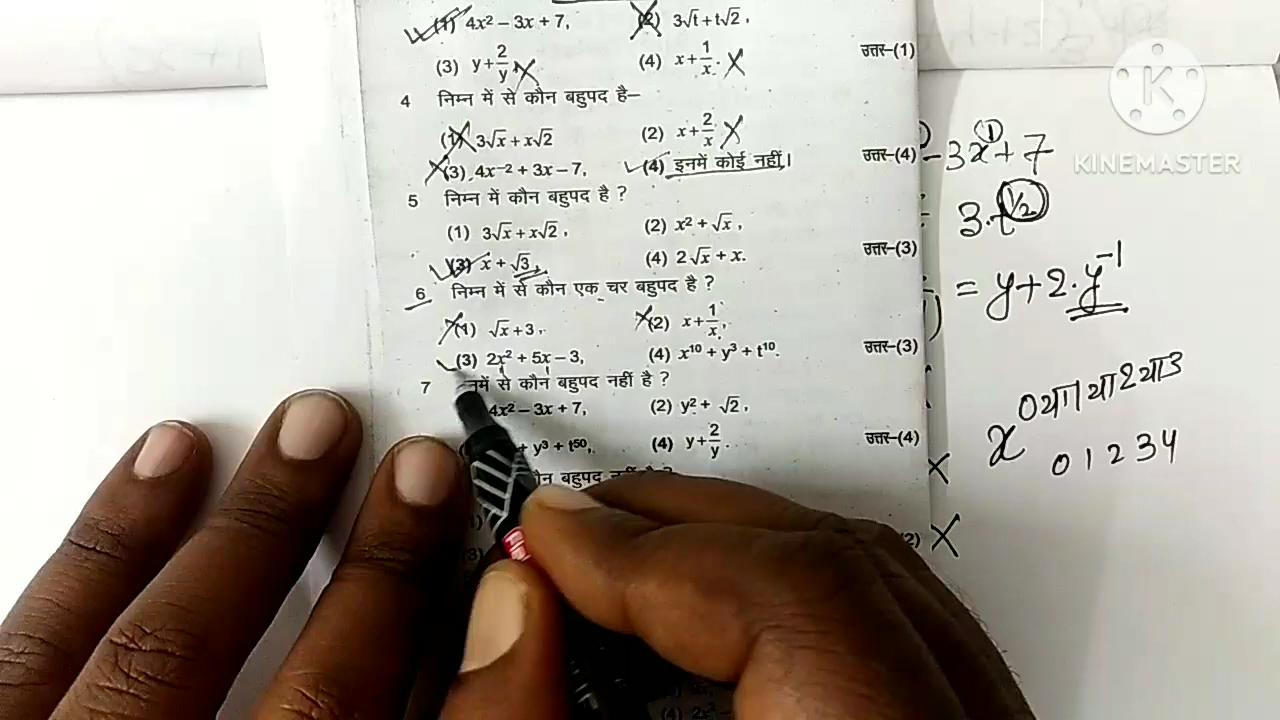 (1) 4x² – 3x + 7, (2) 3√t + t√2,
(3) y + 2/y, (4) x + 1/x. उत्तर–(1)
4 निम्न में से कौन बहुपद है–
(1) 3√x + x√2 (2) x + 2/x
(3) 4x⁻² + 3x – 7, (4) इनमें कोई नहीं। उत्तर–(4)
5 निम्न में कौन बहुपद है ?
(1) 3√x + x√2, (2) x² + √x,
(3) x + √3, (4) 2√x + x. उत्तर–(3)
6 निम्न में से कौन एक चर बहुपद है ?
(1) √x + 3, (2) x + 1/x,
(3) 2x² + 5x – 3, (4) x¹⁰ + y³ + t¹⁰. उत्तर–(3)
7 में से कौन बहुपद नहीं है ?
4x² – 3x + 7, (2) y² + √2,
+ y³ + t⁵⁰, (4) y + 2/y. उत्तर–(4)
कौन बहुपद नहीं है ?
(2)
K
KINEMASTER
– 3x¹ + 7
3.t^1/2
= y + 2.y⁻¹
x^0 या 1 या 2 या 3
0 1 2 3 4